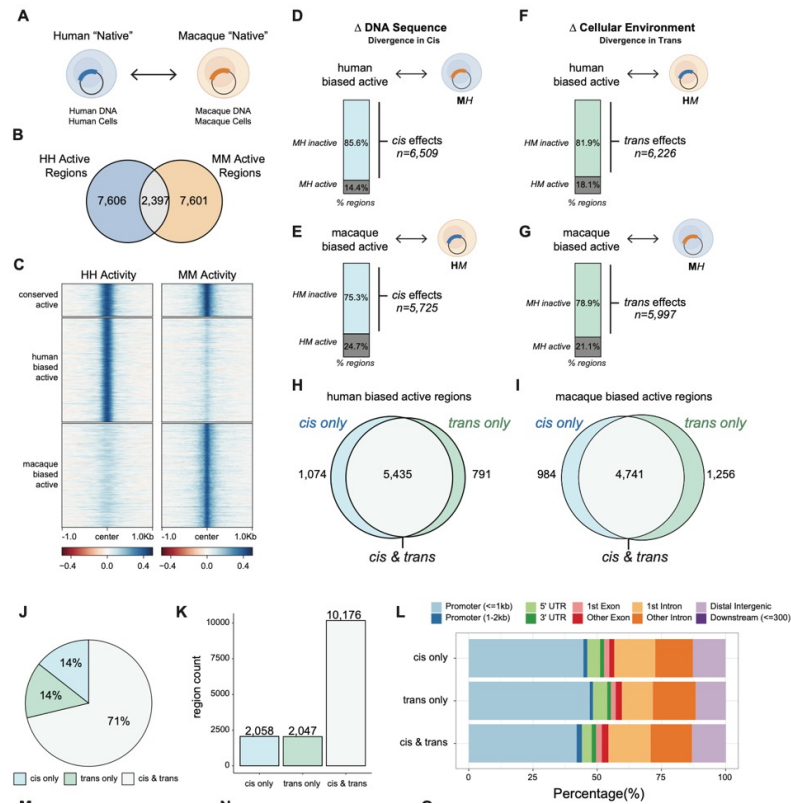 A
Human “Native”
Macaque “Native”
Human DNA
Human Cells
Macaque DNA
Macaque Cells
B
HH Active
Regions
MM Active
Regions
7,606
2,397
7,601
C
HH Activity
MM Activity
conserved
active
human
biased
active
macaque
biased
active
-1.0
center
1.0Kb
-1.0
center
1.0Kb
−0.4
0.0
0.4
−0.4
0.0
0.4
D
Δ DNA Sequence
Divergence in Cis
human
biased active
MH
MH inactive
85.6%
cis effects
n=6,509
MH active
14.4%
% regions
E
macaque
biased active
HM
HM inactive
75.3%
cis effects
n=5,725
HM active
24.7%
% regions
F
Δ Cellular Environment
Divergence in Trans
human
biased active
HM
HM inactive
81.9%
trans effects
n=6,226
HM active
18.1%
% regions
G
macaque
biased active
MH
MH inactive
78.9%
trans effects
n=5,997
MH active
21.1%
% regions
H
human biased active regions
cis only
trans only
1,074
5,435
791
cis & trans
I
macaque biased active regions
cis only
trans only
984
4,741
1,256
cis & trans
J
14%
14%
71%
cis only
trans only
cis & trans
K
region count
10000
7500
5000
2500
0
2,058
2,047
10,176
cis only
trans only
cis & trans
L
Promoter (<=1kb)
5' UTR
1st Exon
1st Intron
Distal Intergenic
Promoter (1-2kb)
3' UTR
Other Exon
Other Intron
Downstream (<=300)
cis only
trans only
cis & trans
0
25
50
75
100
Percentage(%)